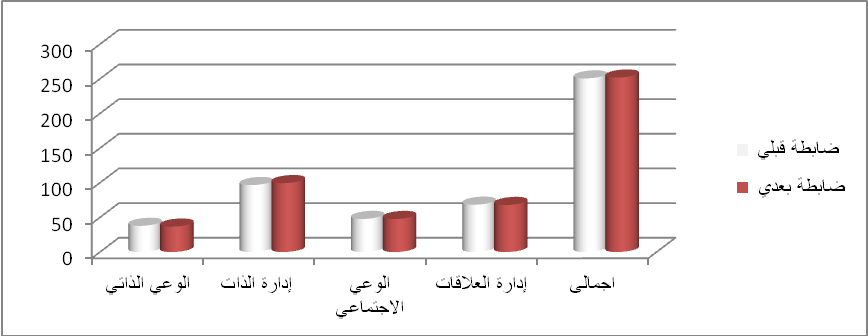 300
250
200
150
100
50
0
الوعي الذاتي
إدارة الذات
الوعي
الاجتماعي
إدارة العلاقات
اجمالى
ضابطة قبلي
ضابطة بعدي